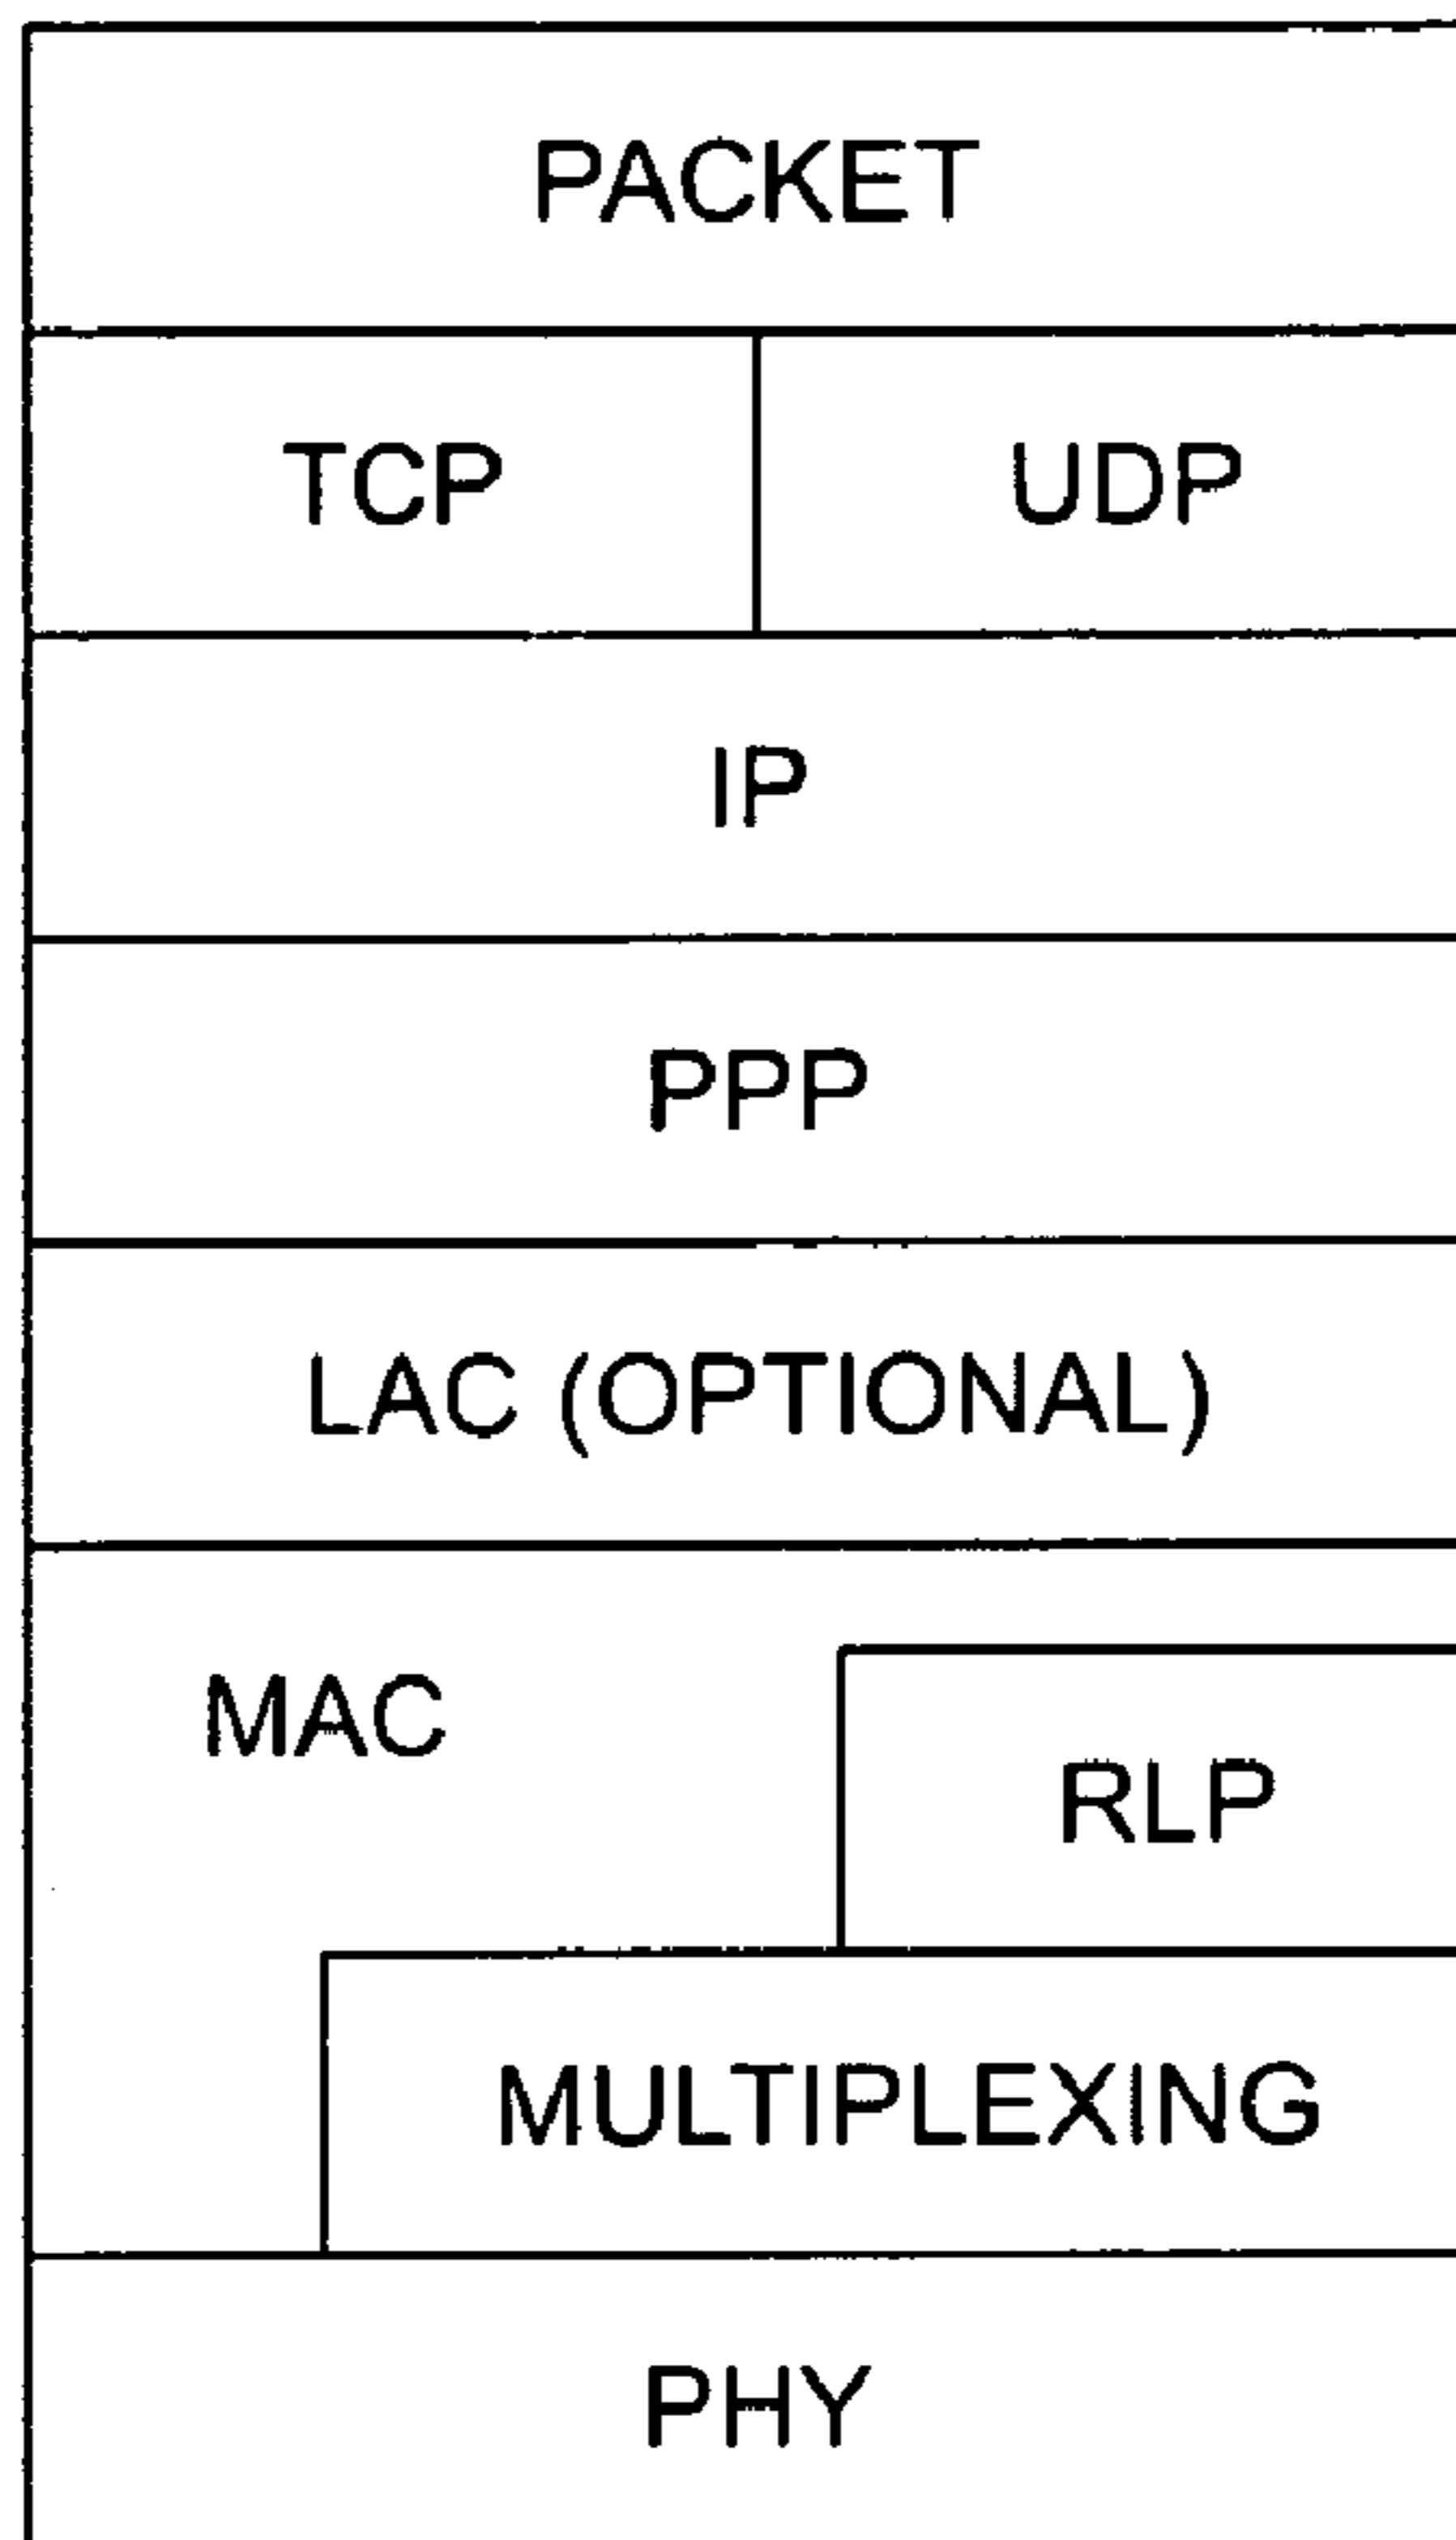 PACKET
TCP UDP
IP
PPP
LAC (OPTIONAL)
MAC
RLP
MULTIPLEXING
PHY